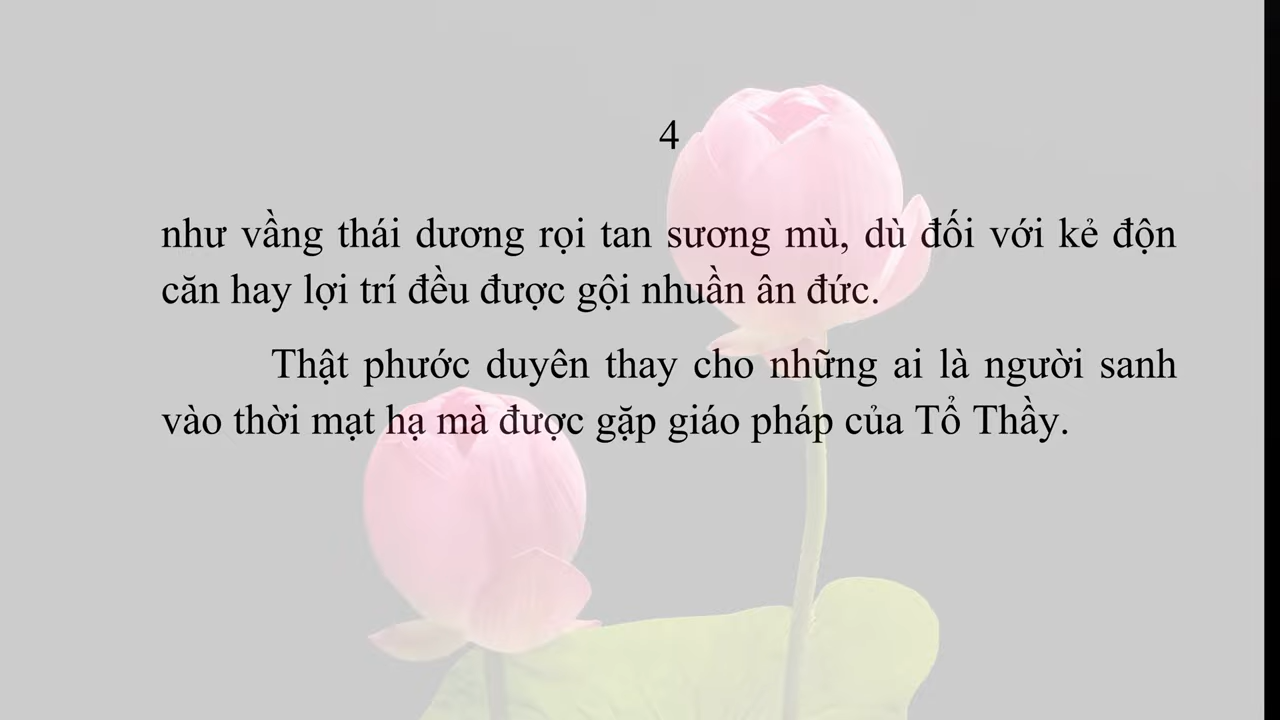 4
như vầng thái dương rọi tan sương mù, dù đối với kẻ độn
căn hay lợi trí đều được gội nhuần ân đức.
Thật phước duyên thay cho những ai là người sanh
vào thời mạt hạ mà được gặp giáo pháp của Tổ Thầy.